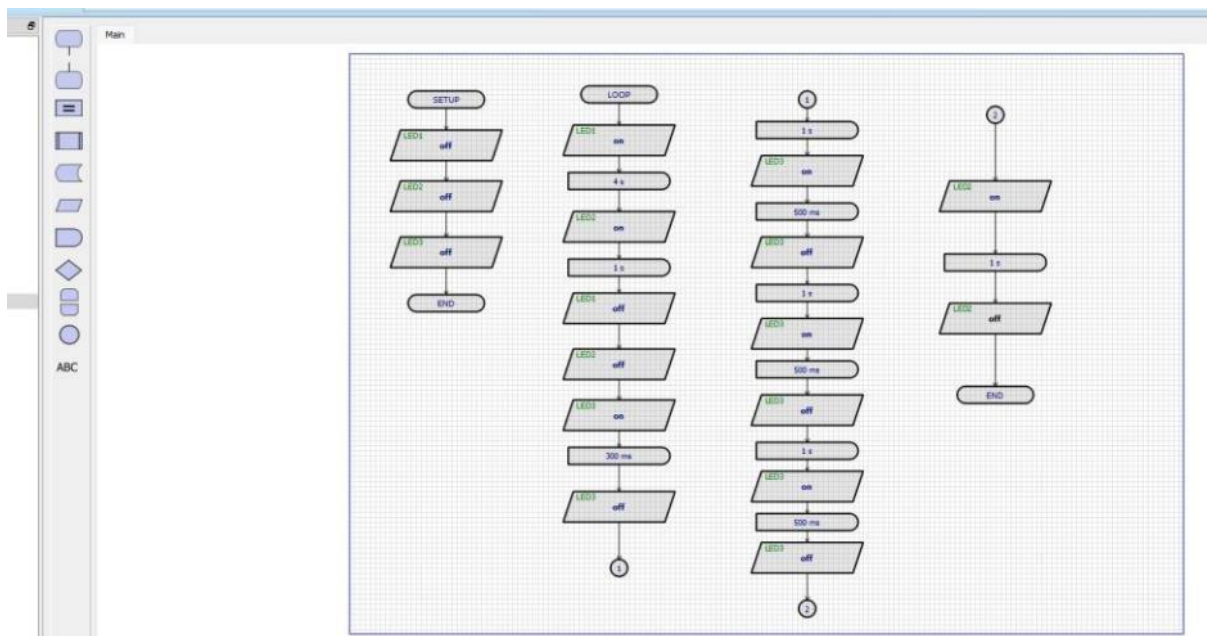 Main
ABC
SETUP
LED1
off
LED2
off
LED3
off
END
LOOP
LED1
on
4 s
LED2
on
1 s
LED1
off
LED2
off
LED3
on
300 ms
LED3
off
1
1
1 s
LED3
on
500 ms
LED3
off
1 s
LED3
on
500 ms
LED3
off
1 s
LED3
on
500 ms
LED3
off
2
2
LED2
on
1 s
LED2
off
END